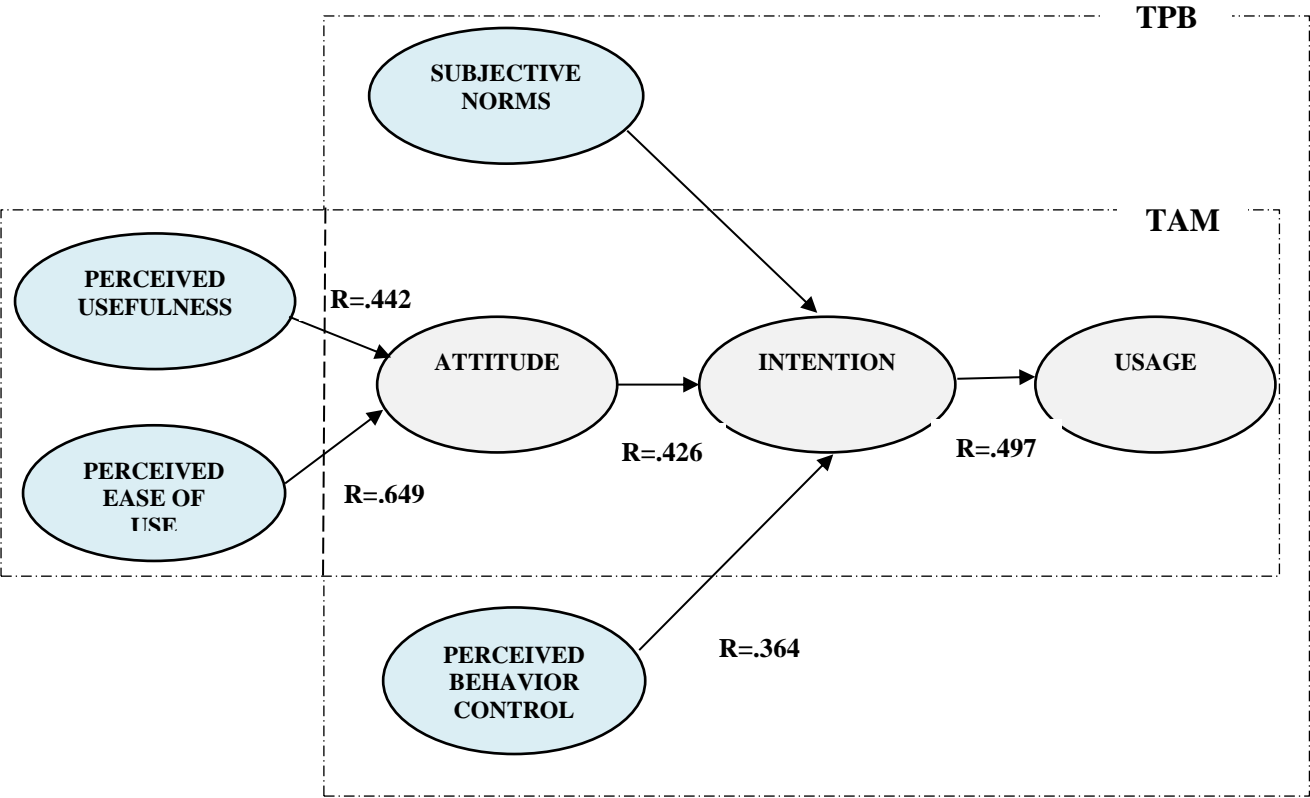 TPB
SUBJECTIVE
NORMS
TAM
PERCEIVED
USEFULNESS
R=.442
ATTITUDE
INTENTION
USAGE
R=.426
R=.497
PERCEIVED
EASE OF
USE
R=.649
PERCEIVED
BEHAVIOR
CONTROL
R=.364